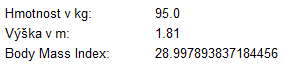 Hmotnost v kg: 95.0
Výška v m: 1.81
Body Mass Index: 28.997893837184456